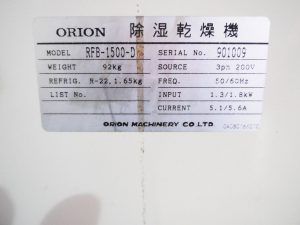 ORION 除湿乾燥機
MODEL RFB-1500-D SERIAL No. 901009
WEIGHT 92kg SOURCE 3ph 200V
REFRIG. R-22,1.65kg FREQ. 50/60Hz
LIST No. INPUT 1.3/1.8kW
CURRENT 5.1/5.6A
ORION MACHINERY CO.LTD.